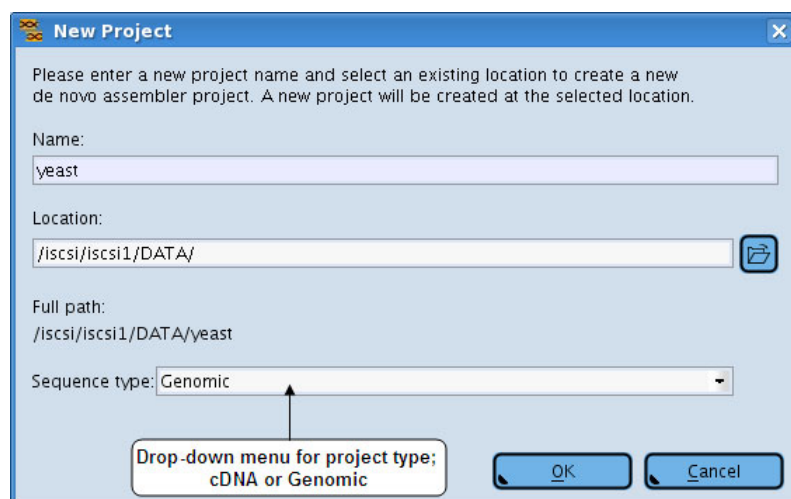 New Project
Please enter a new project name and select an existing location to create a new
de novo assembler project. A new project will be created at the selected location.
Name:
yeast
Location:
/iscsi/iscsi1/DATA/
Full path:
/iscsi/iscsi1/DATA/yeast
Sequence type: Genomic
Drop-down menu for project type;
cDNA or Genomic
OK
Cancel